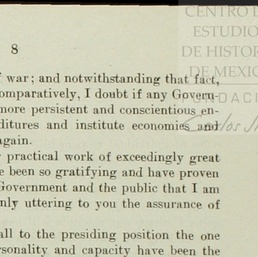 CENTRO D
ESTUDIO
DE HISTOR
DE MEXIC
FUNDACI
8
f war; and notwithstanding that fact,
omparatively, I doubt if any Govern-
more persistent and conscientious en-
ditures and institute economies and
again.
practical work of exceedingly great
e been so gratifying and have proven
Government and the public that I am
nly uttering to you the assurance of
all to the presiding position the one
rsonality and capacity have been the